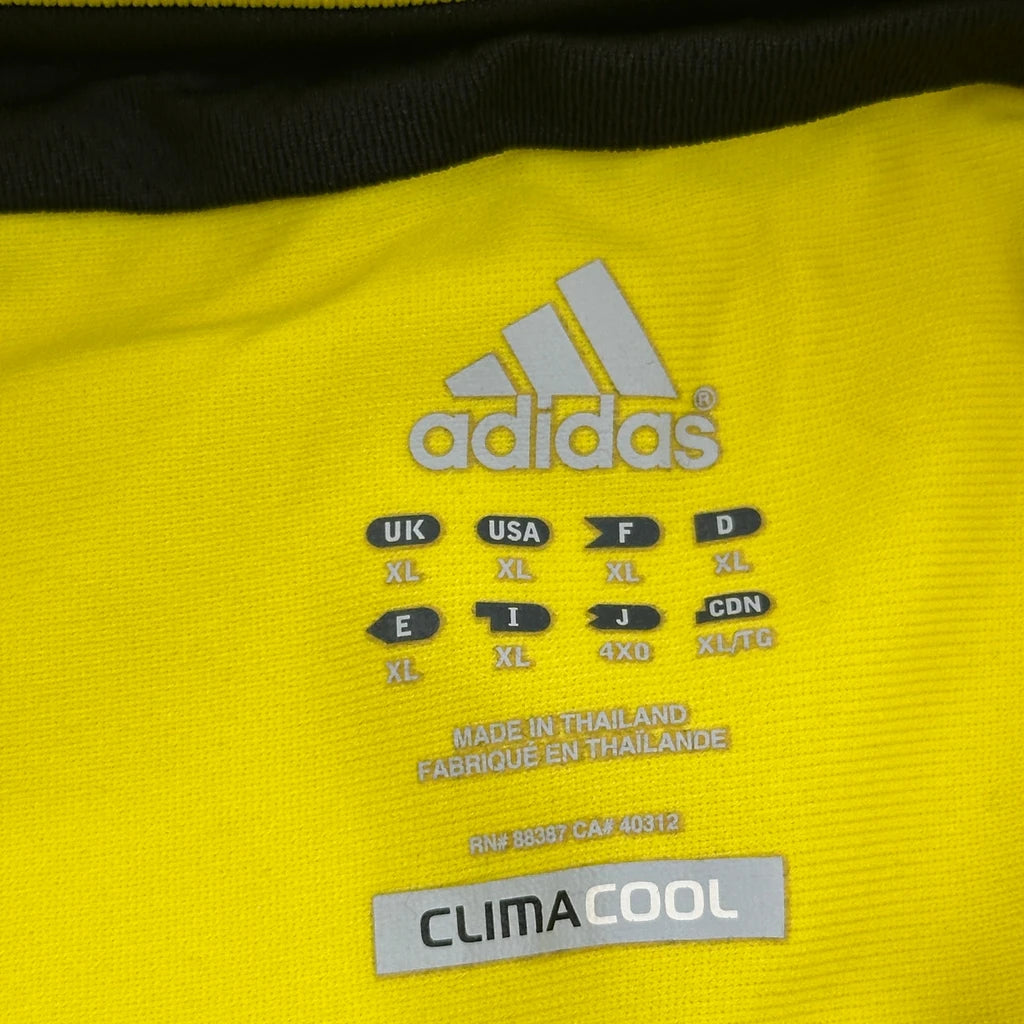 adidas®
UK USA F D
XL XL XL XL
E I J CDN
XL XL 4XO XL/TG
MADE IN THAILAND
FABRIQUÉ EN THAÏLANDE
RN# 88387 CA# 40312
CLIMACOOL